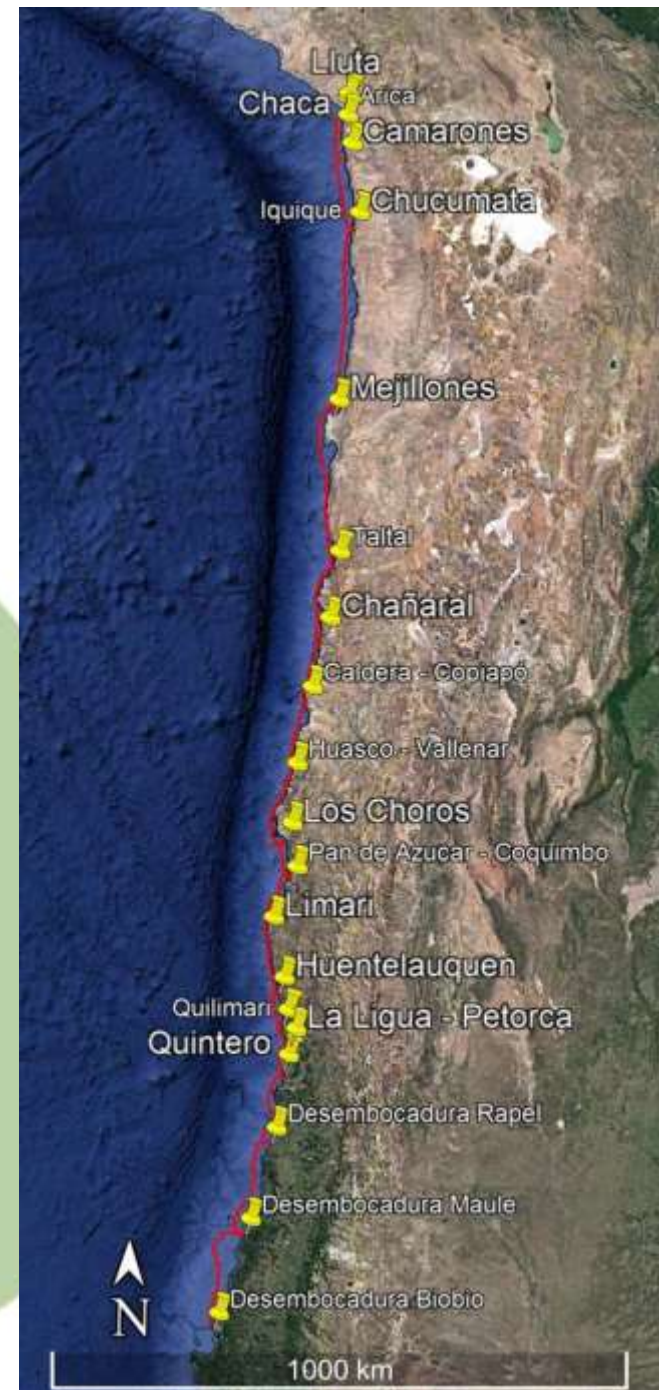 Lluta
Arica
Chaca
Camarones
Iquique Chucumata
Mejillones
Taltal
Chañaral
Caldera - Copiapó
Huasco - Vallenar
Los Choros
Pan de Azucar - Coquimbo
Limari
Huentelauquen
Quilimari
La Ligua - Petorca
Quintero
Desembocadura Rapel
Desembocadura Maule
Desembocadura Biobio
N
1000 km